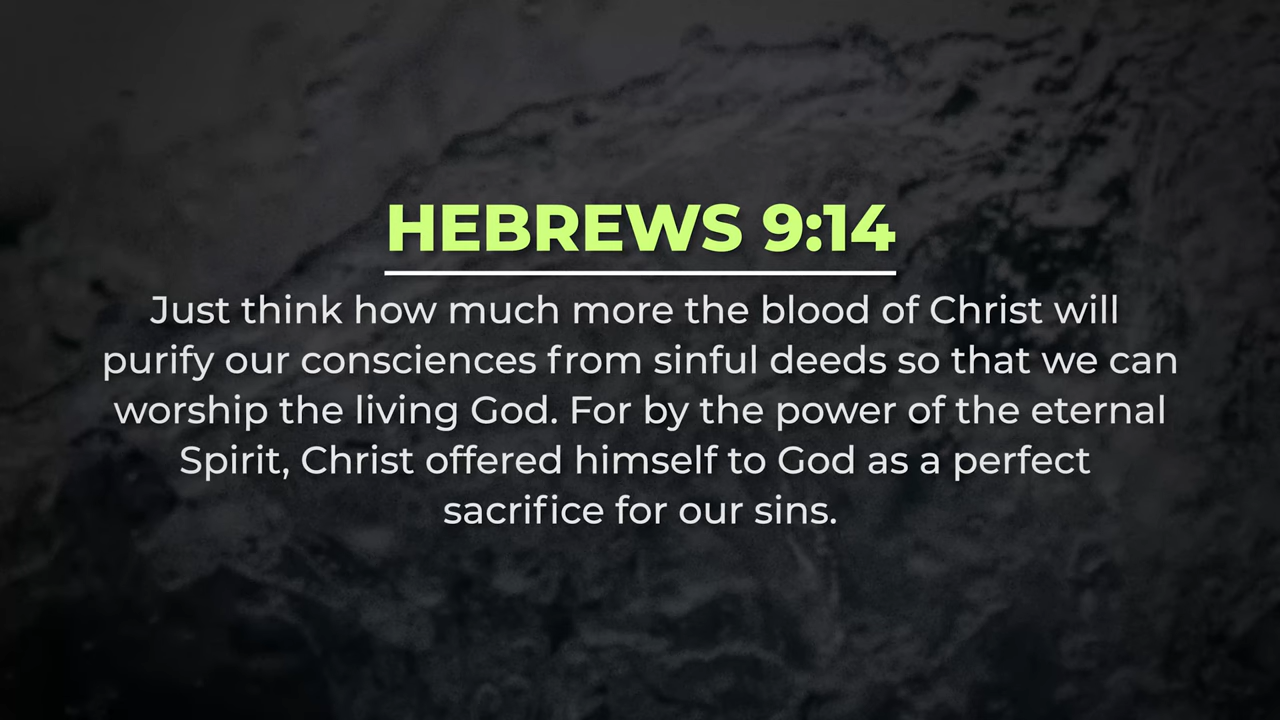 HEBREWS 9:14
Just think how much more the blood of Christ will
purify our consciences from sinful deeds so that we can
worship the living God. For by the power of the eternal
Spirit, Christ offered himself to God as a perfect
sacrifice for our sins.